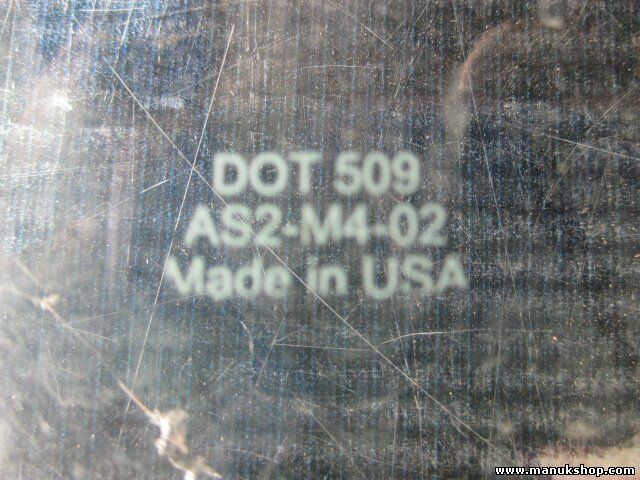 DOT 509
AS2-M4-02
Made in USA
www.manukshop.com